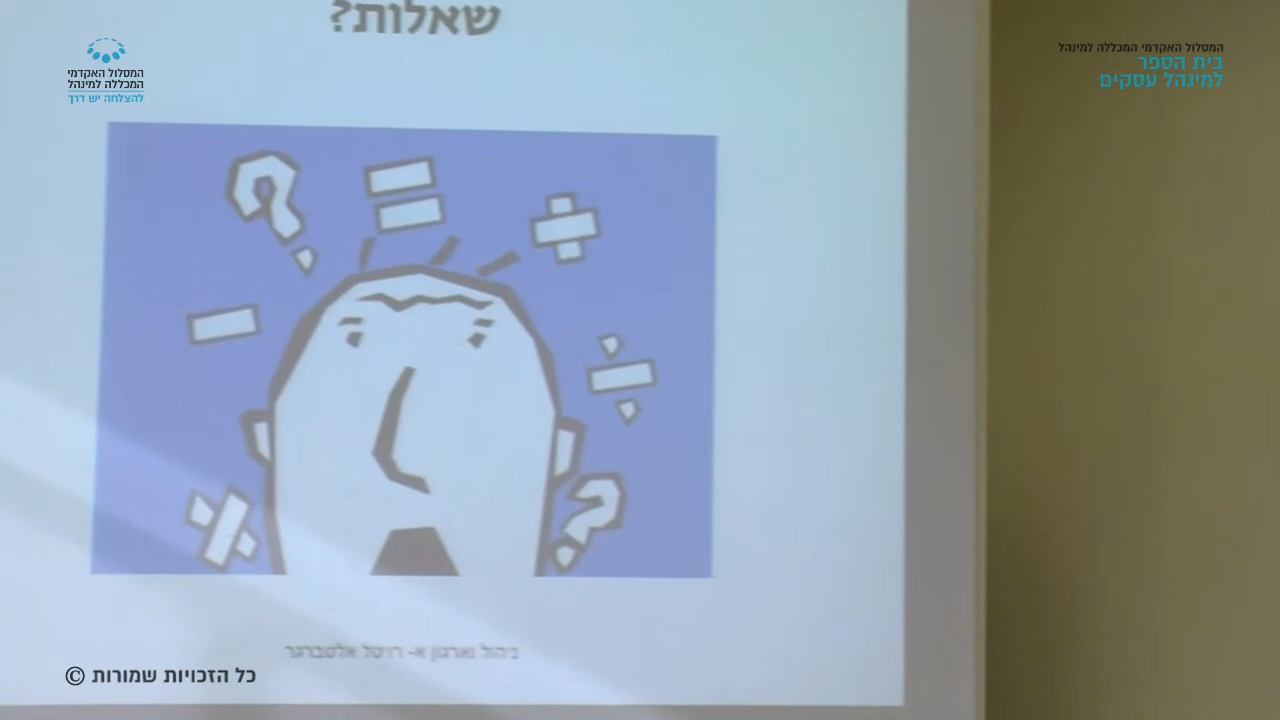 שאלות?
המסלול האקדמי המכללה למינהל
בית הספר
למינהל עסקים
המסלול האקדמי
המכללה למינהל
להצלחה יש דרך
ניהול וארגון א- רויטל אלטברגר
כל הזכויות שמורות ©